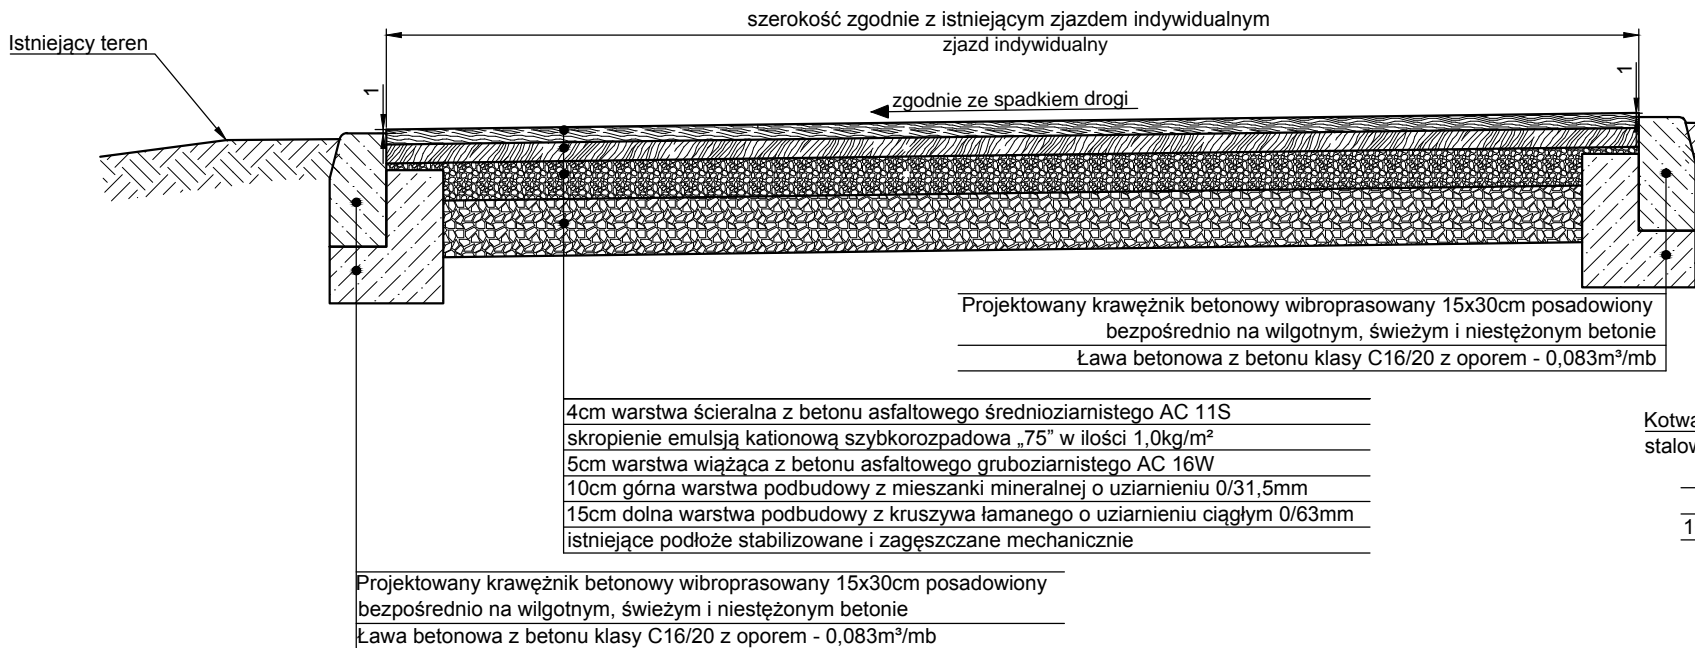 szerokość zgodnie z istniejącym zjazdem indywidualnym
zjazd indywidualny
Istniejący teren
1
1
zgodnie ze spadkiem drogi
Projektowany krawężnik betonowy wibroprasowany 15x30cm posadowiony
bezpośrednio na wilgotnym, świeżym i niestężonym betonie
Ława betonowa z betonu klasy C16/20 z oporem - 0,083m³/mb
4cm warstwa ścieralna z betonu asfaltowego średnioziarnistego AC 11S
skropienie emulsją kationową szybkorozpadowa „75” w ilości 1,0kg/m²
5cm warstwa wiążąca z betonu asfaltowego gruboziarnistego AC 16W
10cm górna warstwa podbudowy z mieszanki mineralnej o uziarnieniu 0/31,5mm
15cm dolna warstwa podbudowy z kruszywa łamanego o uziarnieniu ciągłym 0/63mm
istniejące podłoże stabilizowane i zagęszczane mechanicznie
Kotwa
stalow
1
Projektowany krawężnik betonowy wibroprasowany 15x30cm posadowiony
bezpośrednio na wilgotnym, świeżym i niestężonym betonie
Ława betonowa z betonu klasy C16/20 z oporem - 0,083m³/mb